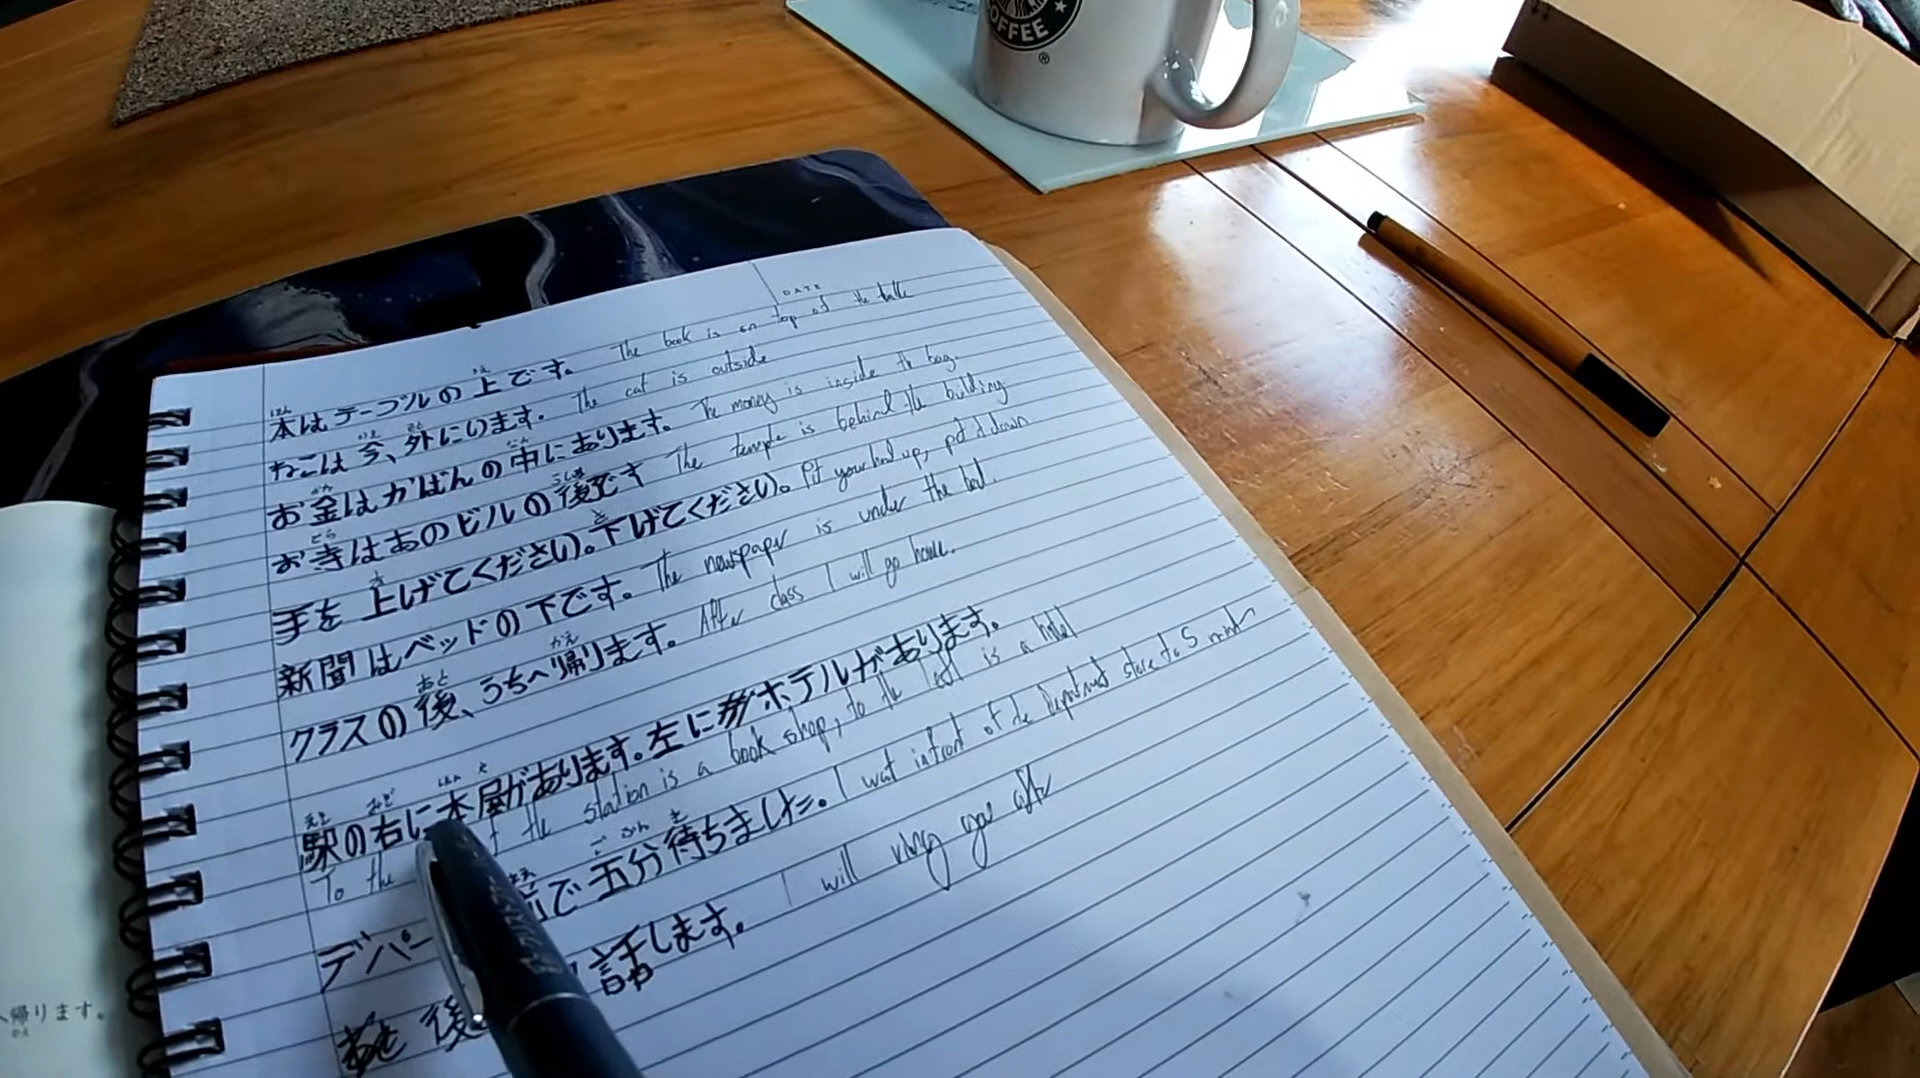 COFFEE
®
DATE
本はテーブルの上です。 The book is on top of the table
ねこは今、外にいます. The cat is outside
お金はかばんの中にあります. The money is inside the bag.
お寺はあのビルの後です The temple is behind the building
手を上げてください。下げてください。 Put your hand up, put it down
新聞はベッドの下です. The newspaper is under the bed.
クラスの後、うちへ帰ります. After class I will go home.
駅の右に本屋があります. 左にホテルがあります.
To the the station is a book shop, to the left is a hotel
デパー で五分待ちました。 I wait infront of the department store to 5
後 話します. I will ring you after
帰ります。